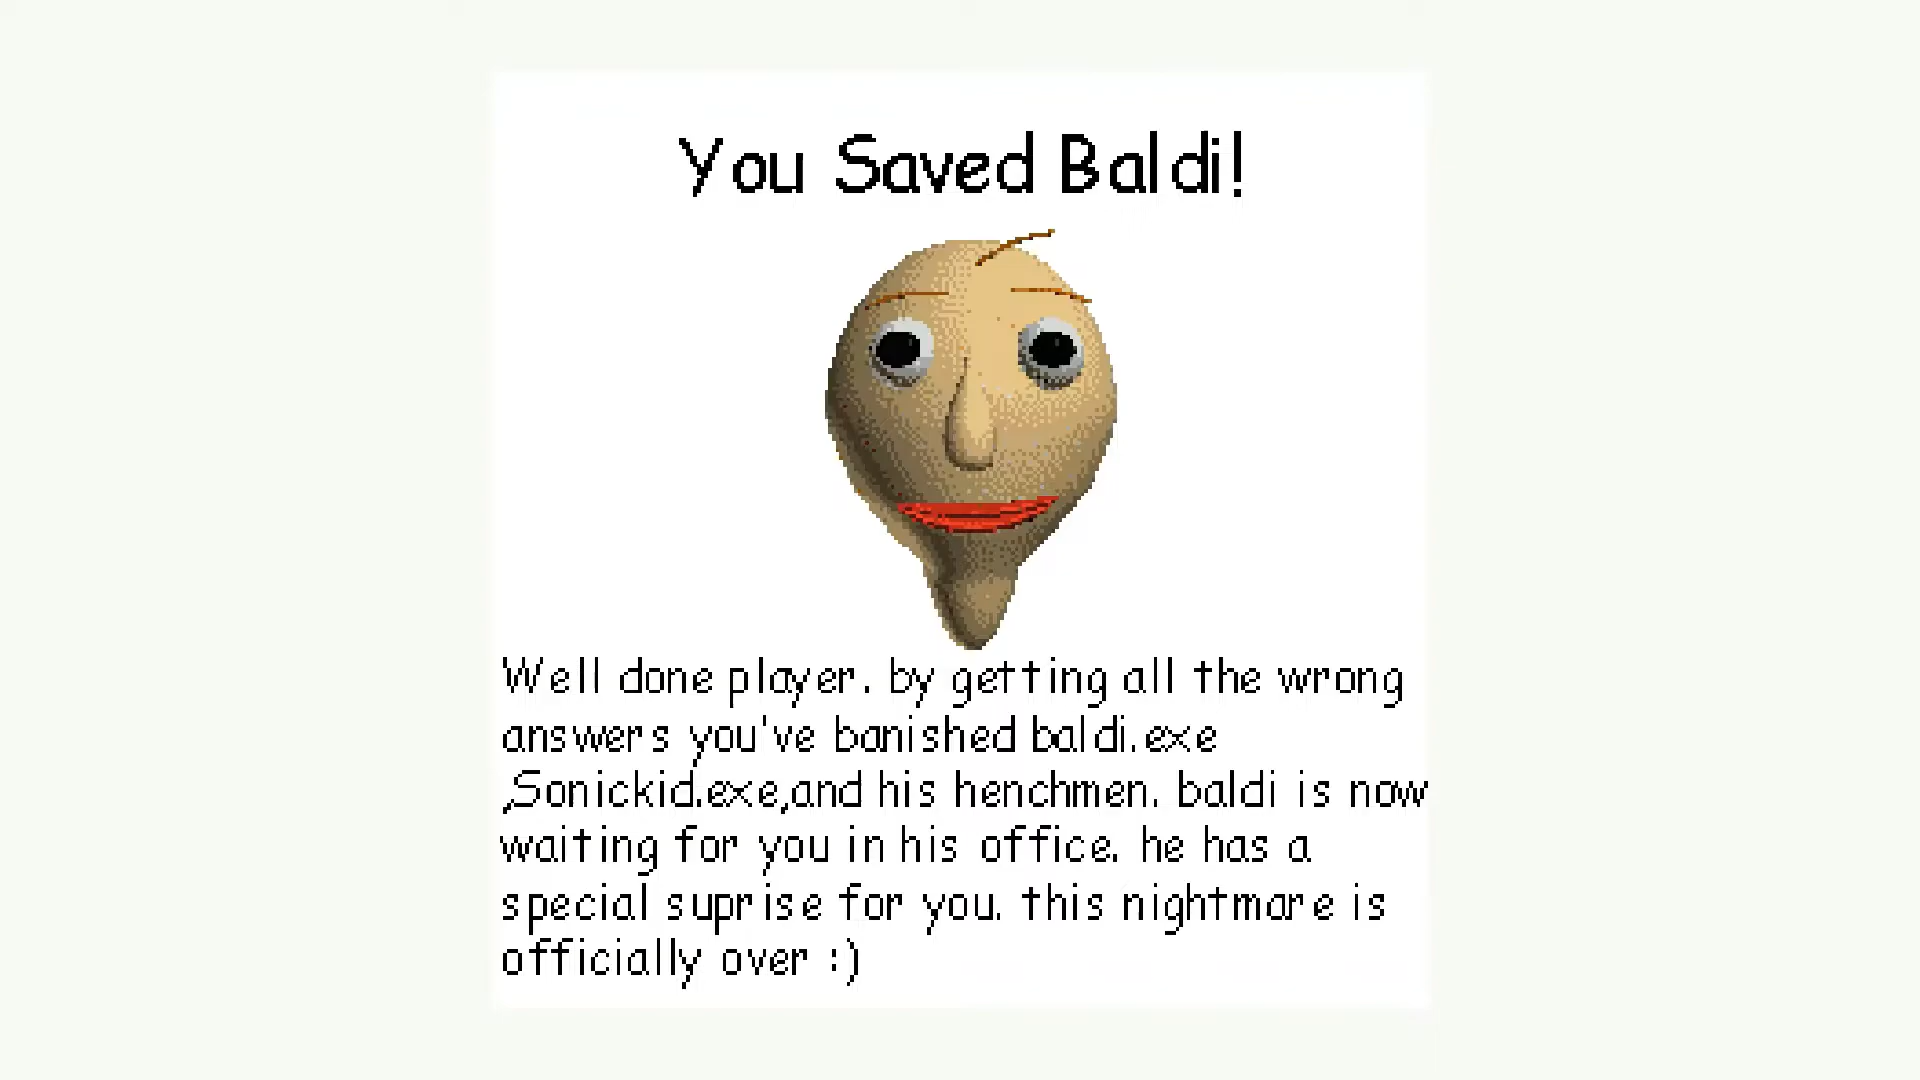 You Saved Baldi!
Well done player. by getting all the wrong
answers you've banished baldi.exe
,Sonickid.exe,and his henchmen. baldi is now
waiting for you in his office. he has a
special suprise for you. this nightmare is
officially over :)